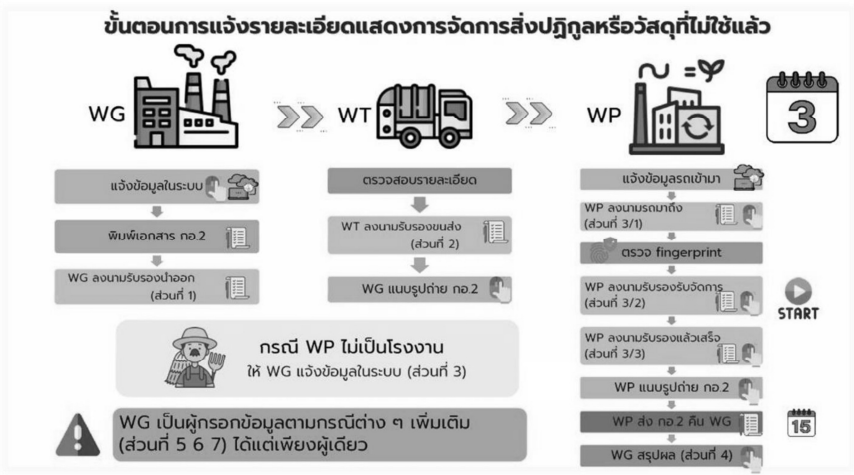 ขั้นตอนการแจ้งรายละเอียดแสดงการจัดการสิ่งปฏิกูลหรือวัสดุที่ไม่ใช้แล้ว
WG
WT
WP
3
แจ้งข้อมูลในระบบ
พิมพ์เอกสาร กอ.2
WG ลงนามรับรองนำออก
(ส่วนที่ 1)
ตรวจสอบรายละเอียด
WT ลงนามรับรองขนส่ง
(ส่วนที่ 2)
WG แนบรูปถ่าย กอ.2
แจ้งข้อมูลรถเข้ามา
WP ลงนามรถมาถึง
(ส่วนที่ 3/1)
ตรวจ fingerprint
WP ลงนามรับรองรับจัดการ
(ส่วนที่ 3/2)
START
WP ลงนามรับรองแล้วเสร็จ
(ส่วนที่ 3/3)
WP แนบรูปถ่าย กอ.2
WP ส่ง กอ.2 คืน WG
15
WG สรุปผล (ส่วนที่ 4)
กรณี WP ไม่เป็นโรงงาน
ให้ WG แจ้งข้อมูลในระบบ (ส่วนที่ 3)
WG เป็นผู้กรอกข้อมูลตามกรณีต่าง ๆ เพิ่มเติม
(ส่วนที่ 5 6 7) ได้แต่เพียงผู้เดียว